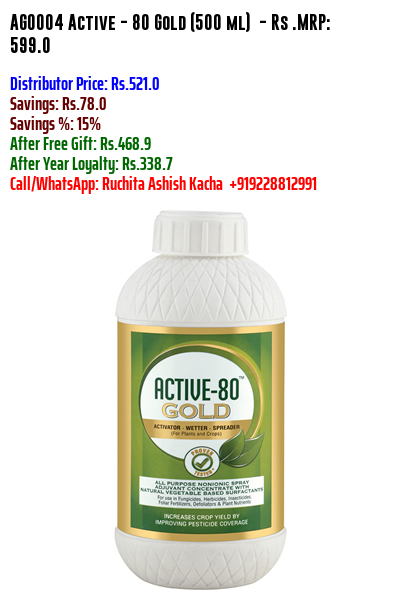 AG0004 Active - 80 Gold (500 ml) - Rs .MRP:
599.0
Distributor Price: Rs.521.0
Savings: Rs.78.0
Savings %: 15%
After Free Gift: Rs.468.9
After Year Loyalty: Rs.338.7
Call/WhatsApp: Ruchita Ashish Kacha +919228812991
ACTIVE-80™
GOLD
ACTIVATOR - WETTER - SPREADER
(For Plants and Crops)
PROVEN
TESTED
ALL PURPOSE NONIONIC SPRAY
ADJUVANT CONCENTRATE WITH
NATURAL VEGETABLE BASED SURFACTANTS
For use in Fungicides, Herbicides, Insecticides,
Foliar Fertilizers, Defoliators & Plant Nutrients
INCREASES CROP YIELD BY
IMPROVING PESTICIDE COVERAGE